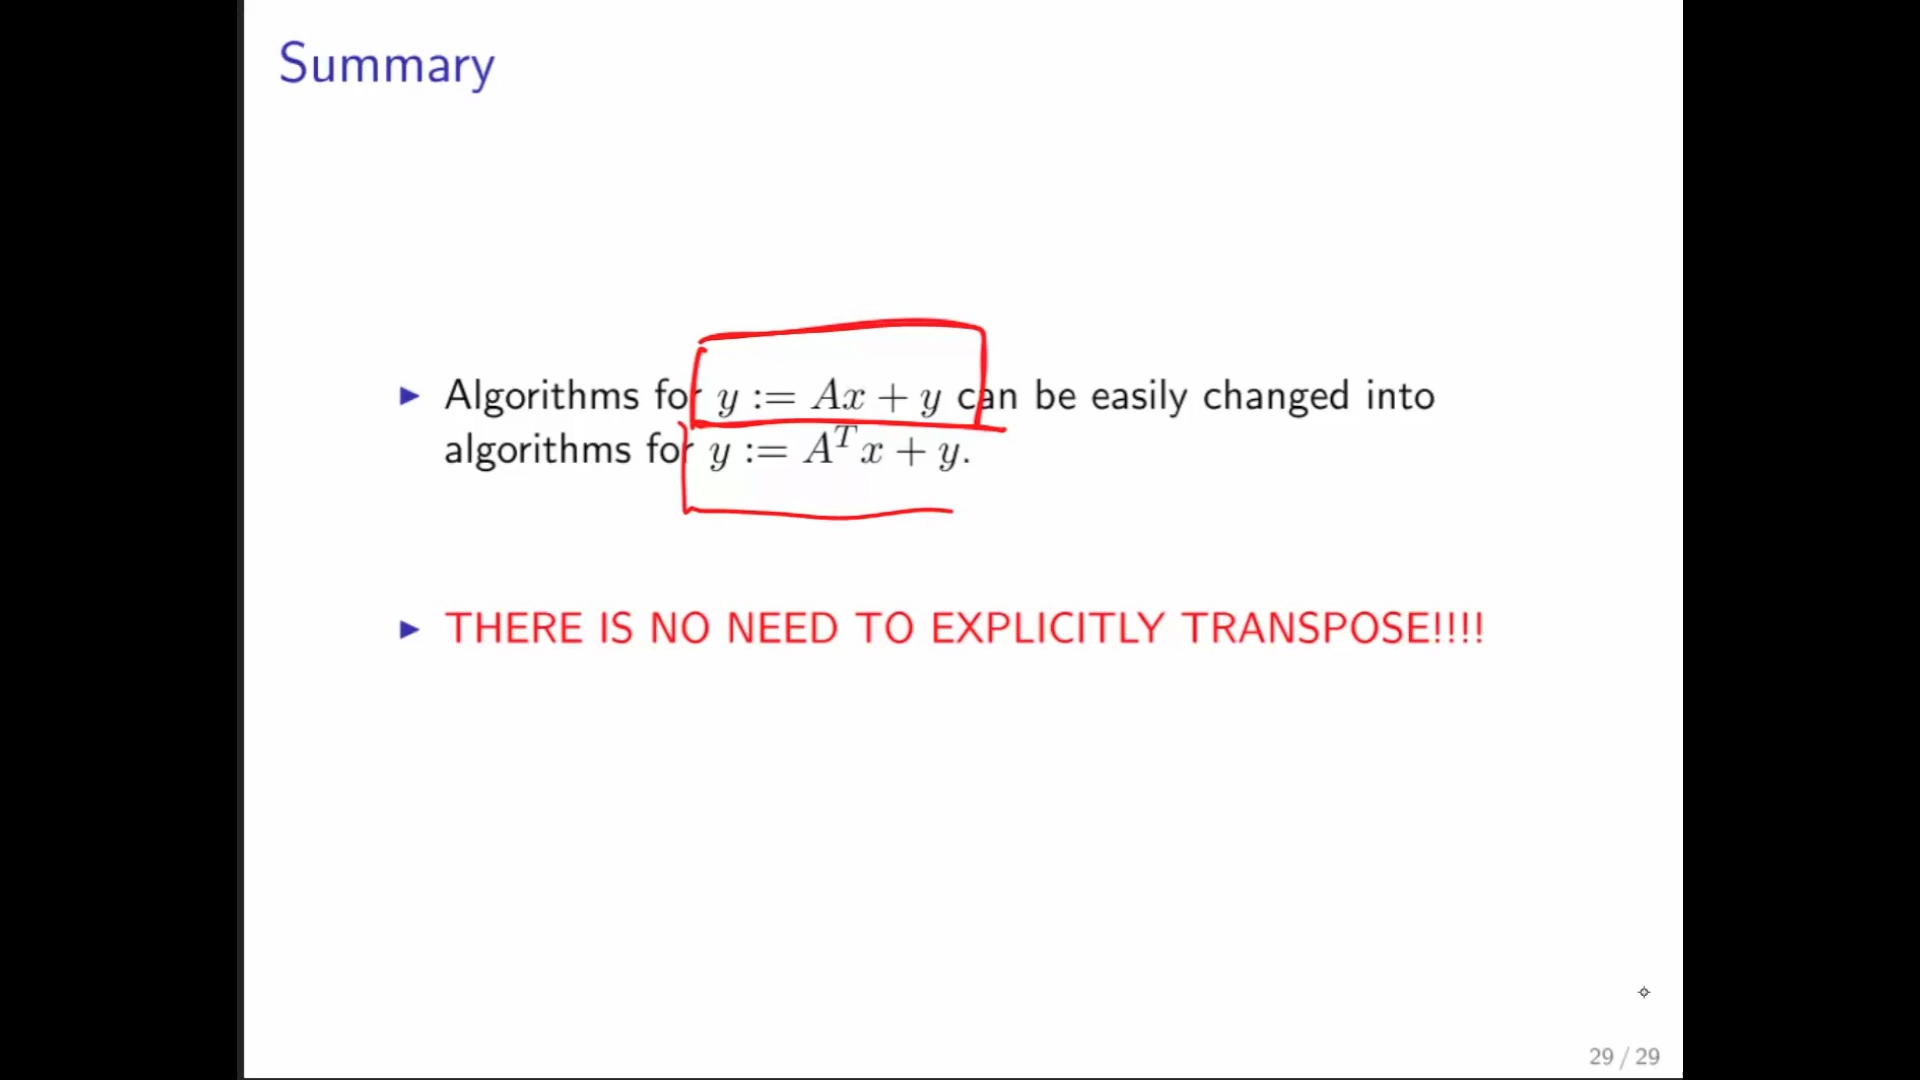 Summary
▶ Algorithms for y := Ax + y can be easily changed into
algorithms for y := Aᵀx + y.
▶ THERE IS NO NEED TO EXPLICITLY TRANSPOSE!!!!
29 / 29